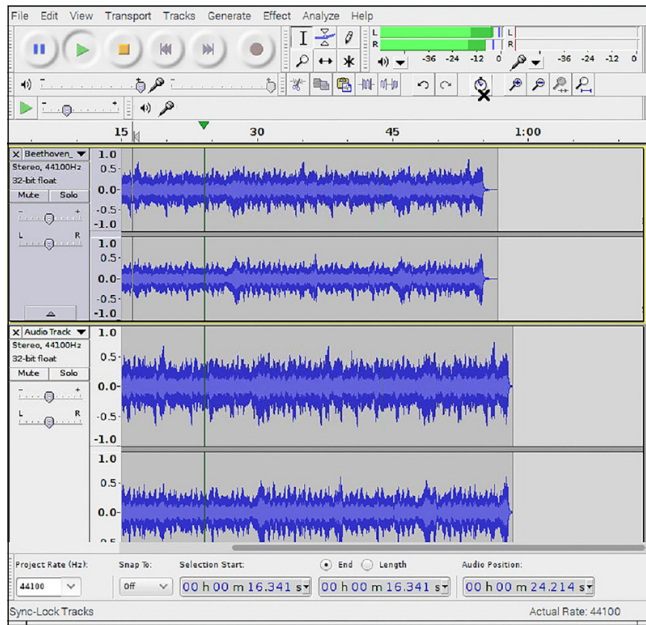 File Edit View Transport Tracks Generate Effect Analyze Help
L
R
-36 -24 -12 0
L
R
-36 -24 -12 0
15 30 45 1:00
X Beethoven_
Stereo, 44100Hz
32-bit float
Mute Solo
- +
L R
1.0
0.5-
0.0-
-0.5-
-1.0
1.0
0.5-
0.0-
-0.5-
-1.0
X Audio Track
Stereo, 44100Hz
32-bit float
Mute Solo
- +
L R
1.0
0.5-
0.0-
-0.5-
-1.0
1.0
0.5-
0.0-
Project Rate (Hz): Snap To: Selection Start: End Length Audio Position:
44100 Off 00 h 00 m 16.341 s 00 h 00 m 16.341 s 00 h 00 m 24.214 s
Sync-Lock Tracks Actual Rate: 44100